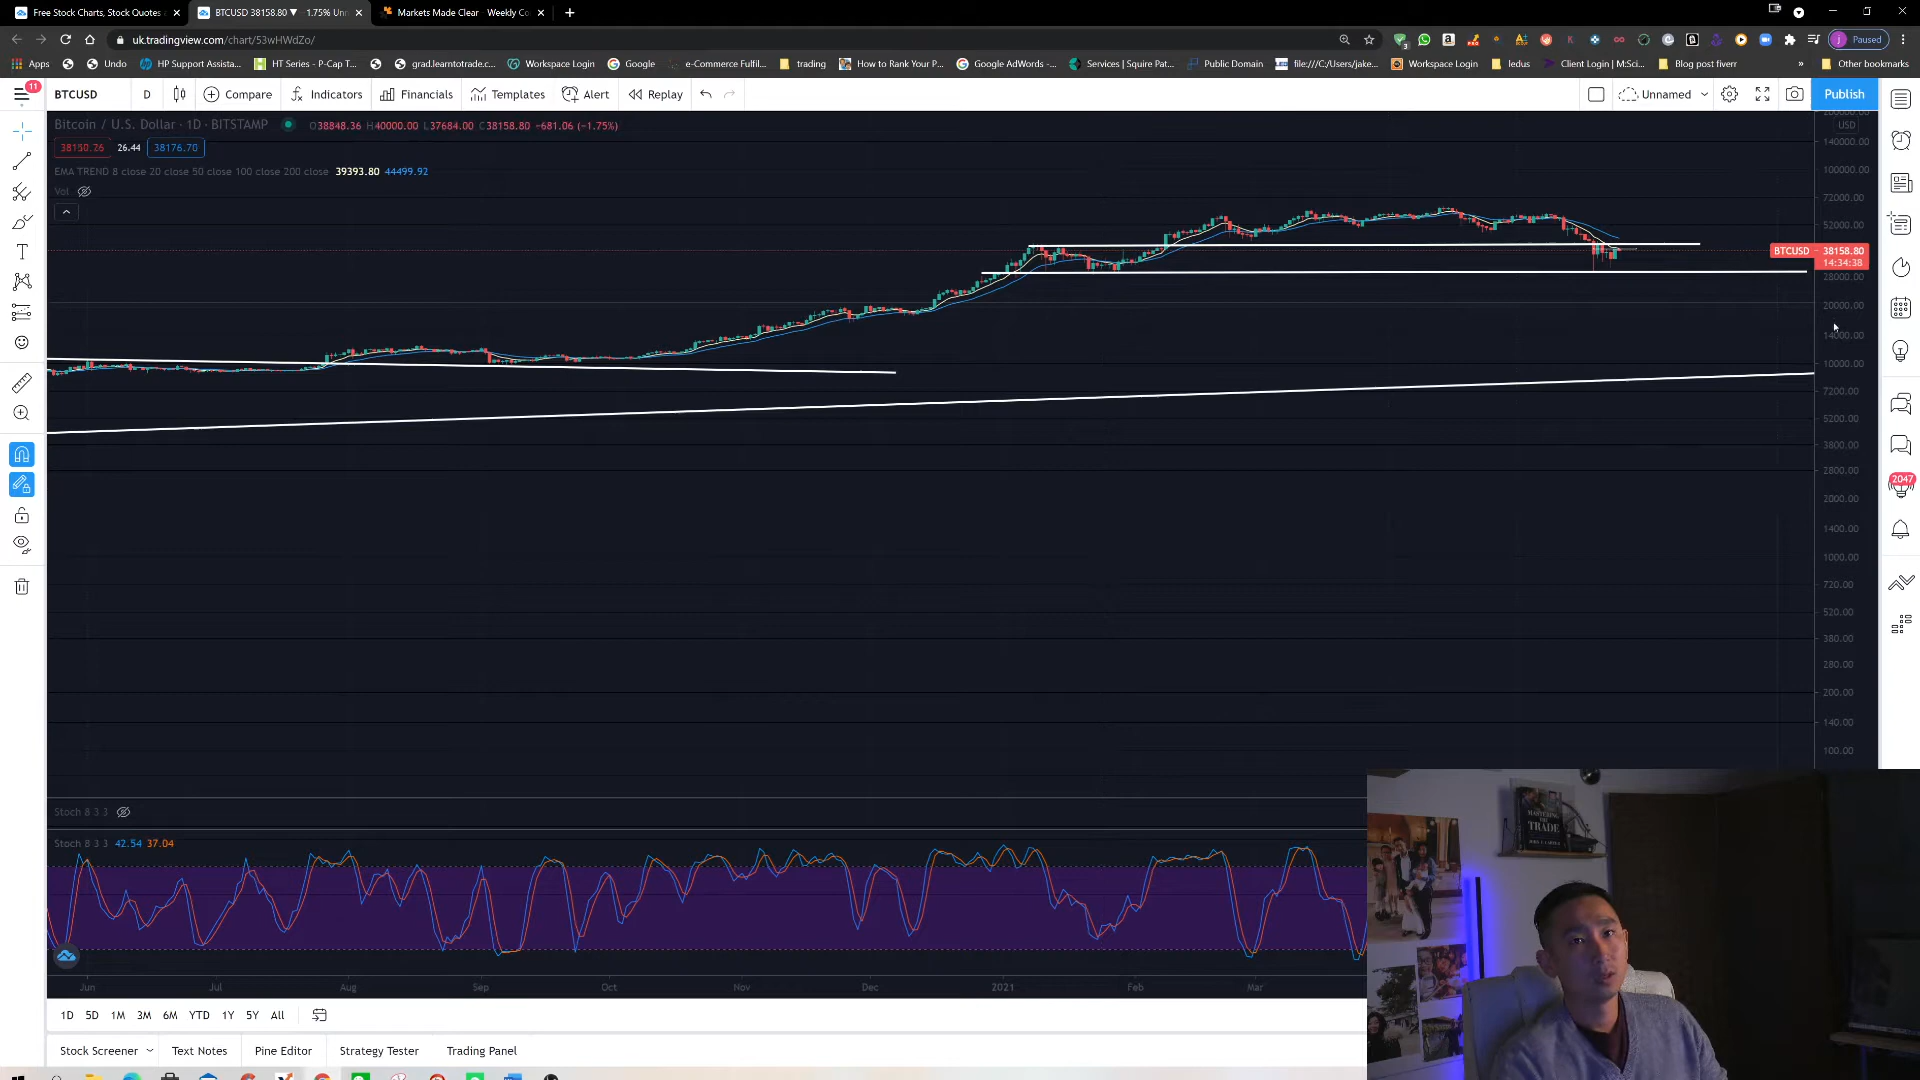 Free Stock Charts, Stock Quotes
BTCUSD 38158.80 ▼ −1.75% Unn
Markets Made Clear - Weekly Co
uk.tradingview.com/chart/53wHWdZo/
Paused
Apps
Undo
HP Support Assista...
HT Series - P-Cap T...
grad.learntotrade.c...
Workspace Login
Google
e-Commerce Fulfil...
trading
How to Rank Your P...
Google AdWords -...
Services | Squire Pat...
Public Domain
file:///C:/Users/jake...
Workspace Login
ledus
Client Login | M:Sci...
Blog post fiverr
»
Other bookmarks
11
BTCUSD
D
Compare
Indicators
Financials
Templates
Alert
Replay
Unnamed
Publish
Bitcoin / U.S. Dollar · 1D · BITSTAMP
O38848.36 H40000.00 L37684.00 C38158.80 −681.06 (−1.75%)
38150.26
26.44
38176.70
EMA TREND 8 close 20 close 50 close 100 close 200 close 39393.80 44499.92
Vol
USD
200000.00
140000.00
100000.00
72000.00
52000.00
BTCUSD
38158.80
14:34:38
28000.00
20000.00
14000.00
10000.00
7200.00
5200.00
3800.00
2800.00
2000.00
1400.00
1000.00
720.00
520.00
380.00
280.00
200.00
140.00
100.00
2047
Stoch 8 3 3
Stoch 8 3 3 42.54 37.04
Jun
Jul
Aug
Sep
Oct
Nov
Dec
2021
Feb
Mar
1D
5D
1M
3M
6M
YTD
1Y
5Y
All
Stock Screener
Text Notes
Pine Editor
Strategy Tester
Trading Panel
MASTERING
THE
TRADE